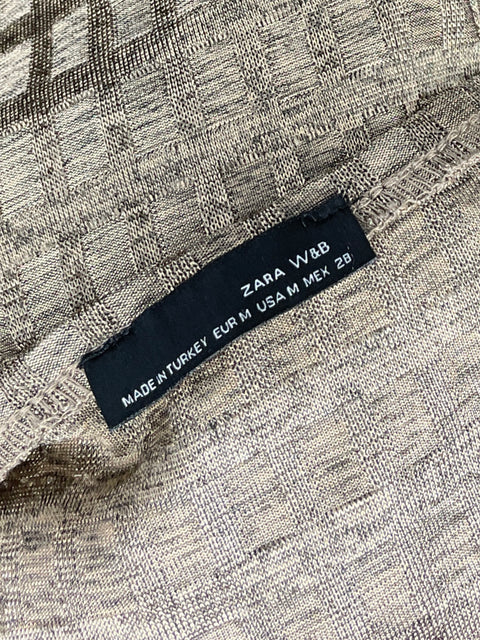 ZARA W&B
MADE IN TURKEY EUR M USA M MEX 28